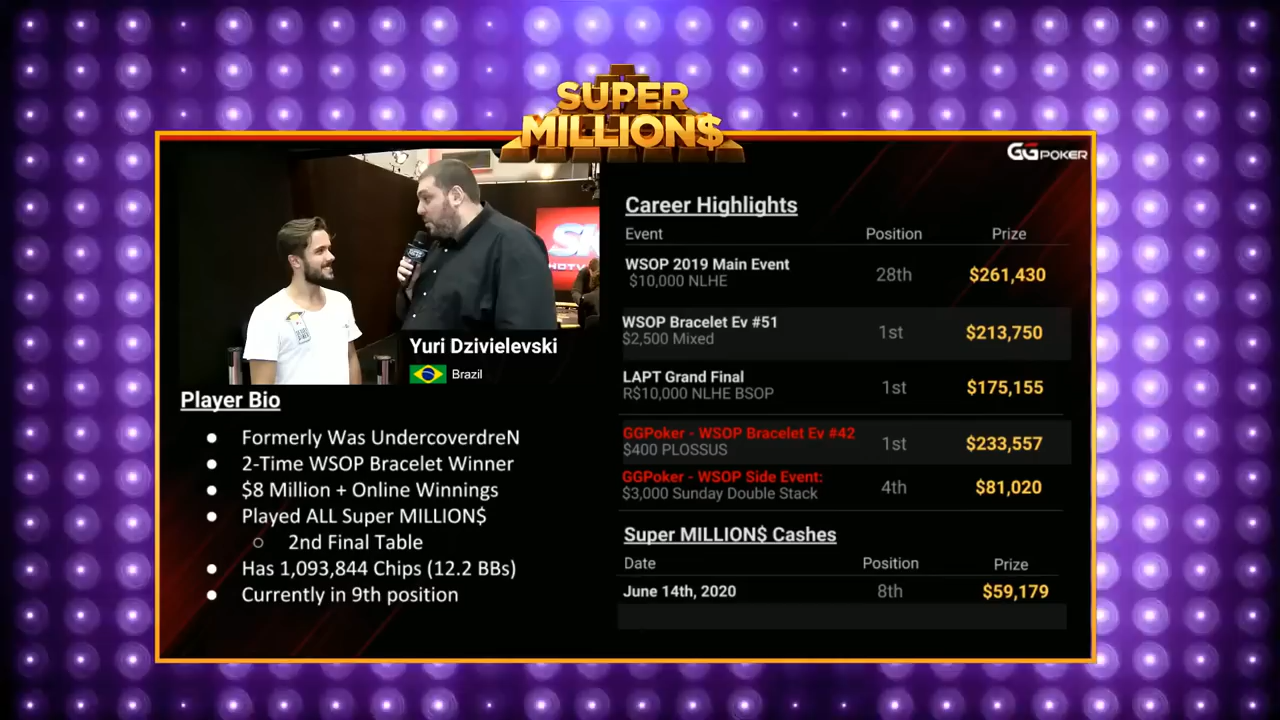 SUPER
MILLION$
GGPOKER
Yuri Dzivielevski
Brazil
Player Bio
Formerly Was UndercoverdreN
2-Time WSOP Bracelet Winner
$8 Million + Online Winnings
Played ALL Super MILLION$
2nd Final Table
Has 1,093,844 Chips (12.2 BBs)
Currently in 9th position
Career Highlights
Event Position Prize
WSOP 2019 Main Event
$10,000 NLHE 28th $261,430
WSOP Bracelet Ev #51
$2,500 Mixed 1st $213,750
LAPT Grand Final
R$10,000 NLHE BSOP 1st $175,155
GGPoker - WSOP Bracelet Ev #42
$400 PLOSSUS 1st $233,557
GGPoker - WSOP Side Event:
$3,000 Sunday Double Stack 4th $81,020
Super MILLION$ Cashes
Date Position Prize
June 14th, 2020 8th $59,179